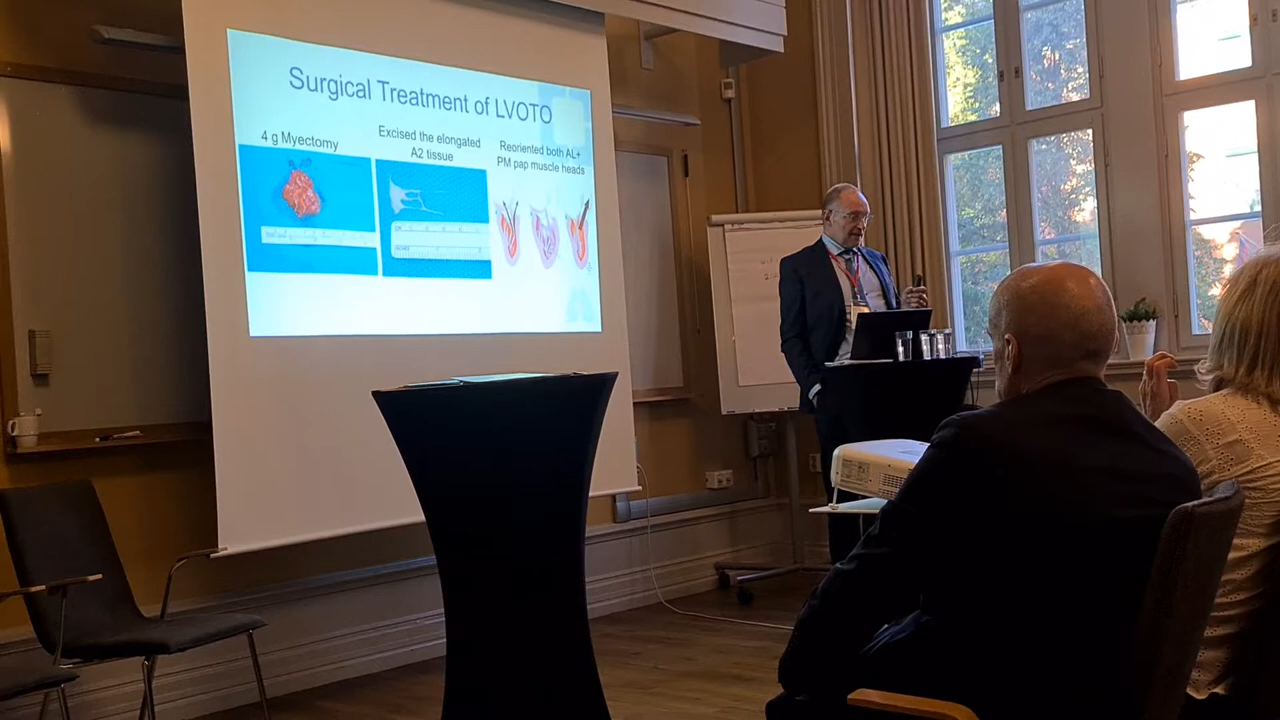 Surgical Treatment of LVOTO
4 g Myectomy
Excised the elongated
A2 tissue
Reoriented both AL+
PM pap muscle heads